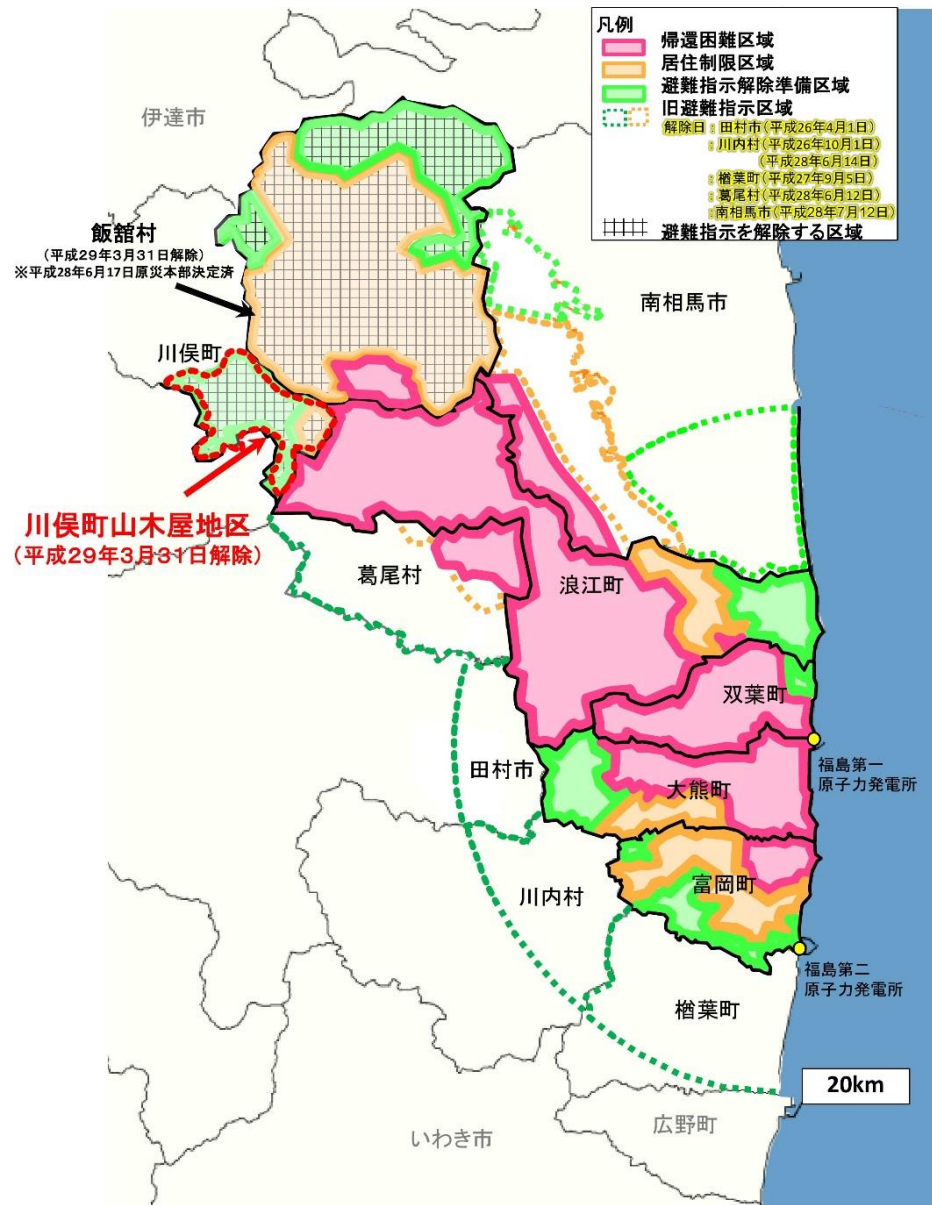 凡例
帰還困難区域
居住制限区域
避難指示解除準備区域
旧避難指示区域
解除日：田村市（平成26年4月1日）
：川内村（平成26年10月1日）
（平成28年6月14日）
：楢葉町（平成27年9月5日）
：葛尾村（平成28年6月12日）
：南相馬市（平成28年7月12日）
避難指示を解除する区域
伊達市
飯舘村
（平成29年3月31日解除）
※平成28年6月17日原災本部決定済
南相馬市
川俣町
川俣町山木屋地区
（平成29年3月31日解除）
葛尾村
浪江町
双葉町
福島第一
原子力発電所
田村市
大熊町
川内村
富岡町
福島第二
原子力発電所
楢葉町
20km
広野町
いわき市